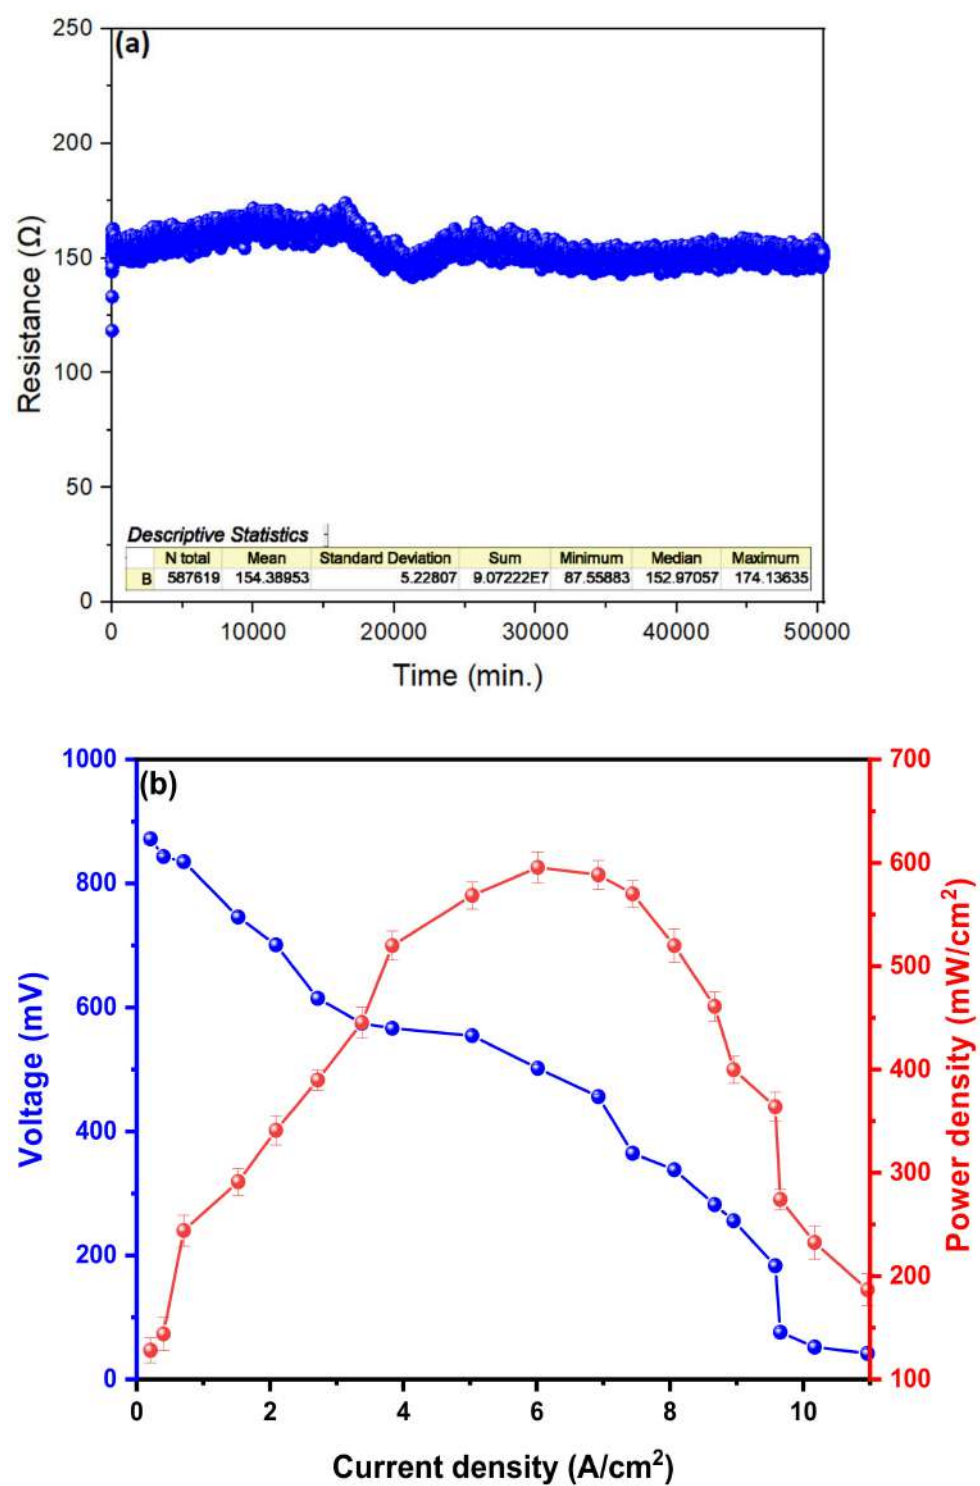 (a)
250
200
150
100
50
0
Resistance (Ω)
Descriptive Statistics
N total Mean Standard Deviation Sum Minimum Median Maximum
B 587619 154.38953 5.22807 9.07222E7 87.55883 152.97057 174.13635
0 10000 20000 30000 40000 50000
Time (min.)
(b)
1000
800
600
400
200
0
Voltage (mV)
700
600
500
400
300
200
100
Power density (mW/cm²)
0 2 4 6 8 10
Current density (A/cm²)